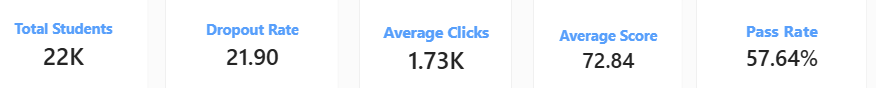 Total Students
22K
Dropout Rate
21.90
Average Clicks
1.73K
Average Score
72.84
Pass Rate
57.64%